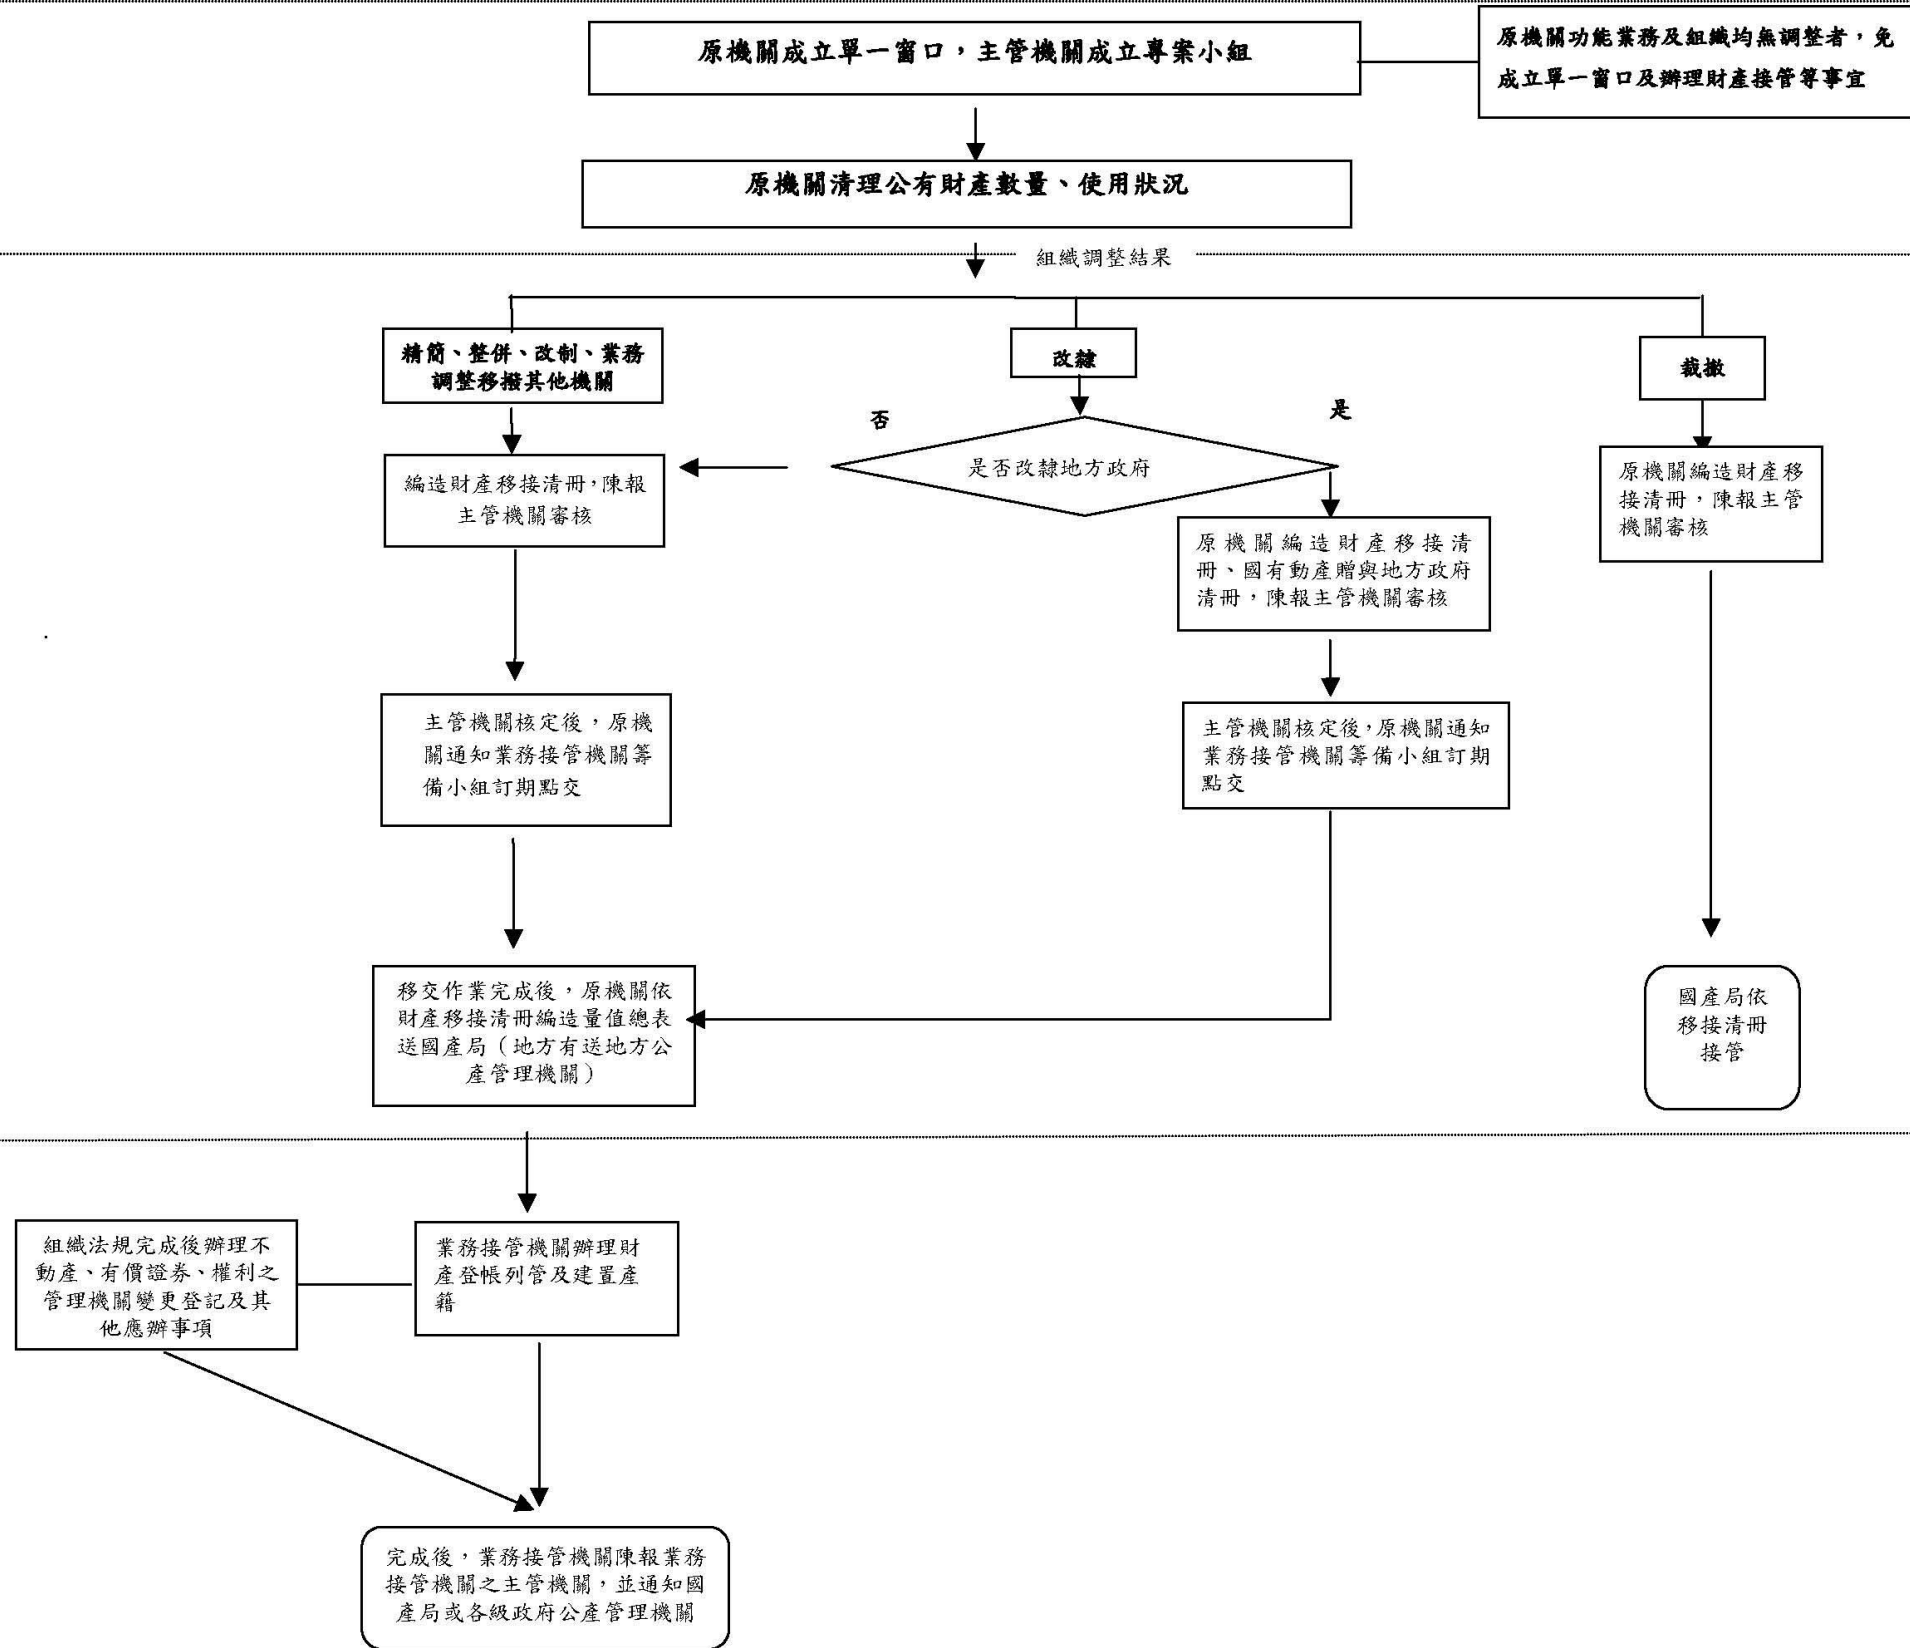 原機關成立單一窗口，主管機關成立專案小組
原機關功能業務及組織均無調整者，免
成立單一窗口及辦理財產接管等事宜
原機關清理公有財產數量、使用狀況
組織調整結果
精簡、整併、改制、業務
調整移撥其他機關
改隸
裁撤
否
是
是否改隸地方政府
編造財產移接清冊，陳報
主管機關審核
原機關編造財產移接清
冊、國有動產贈與地方政府
清冊，陳報主管機關審核
原機關編造財產移
接清冊，陳報主管
機關審核
主管機關核定後，原機
關通知業務接管機關籌
備小組訂期點交
主管機關核定後，原機關通知
業務接管機關籌備小組訂期
點交
移交作業完成後，原機關依
財產移接清冊編造量值總表
送國產局（地方有送地方公
產管理機關）
國產局依
移接清冊
接管
組織法規完成後辦理不
動產、有價證券、權利之
管理機關變更登記及其
他應辦事項
業務接管機關辦理財
產登帳列管及建置產
籍
完成後，業務接管機關陳報業務
接管機關之主管機關，並通知國
產局或各級政府公產管理機關